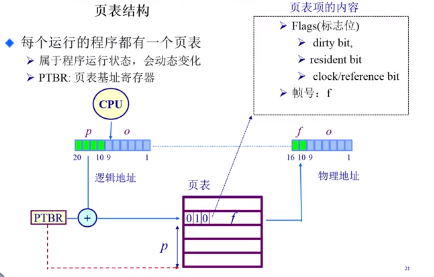 页表结构
每个运行的程序都有一个页表
属于程序运行状态，会动态变化
PTBR: 页表基址寄存器
页表项的内容
Flags(标志位)
dirty bit,
resident bit
clock/reference bit
帧号：f
CPU
p o
20 10 9 1
逻辑地址
f o
16 10 9 1
物理地址
页表
0 1 0 f
PTBR
+
p
21